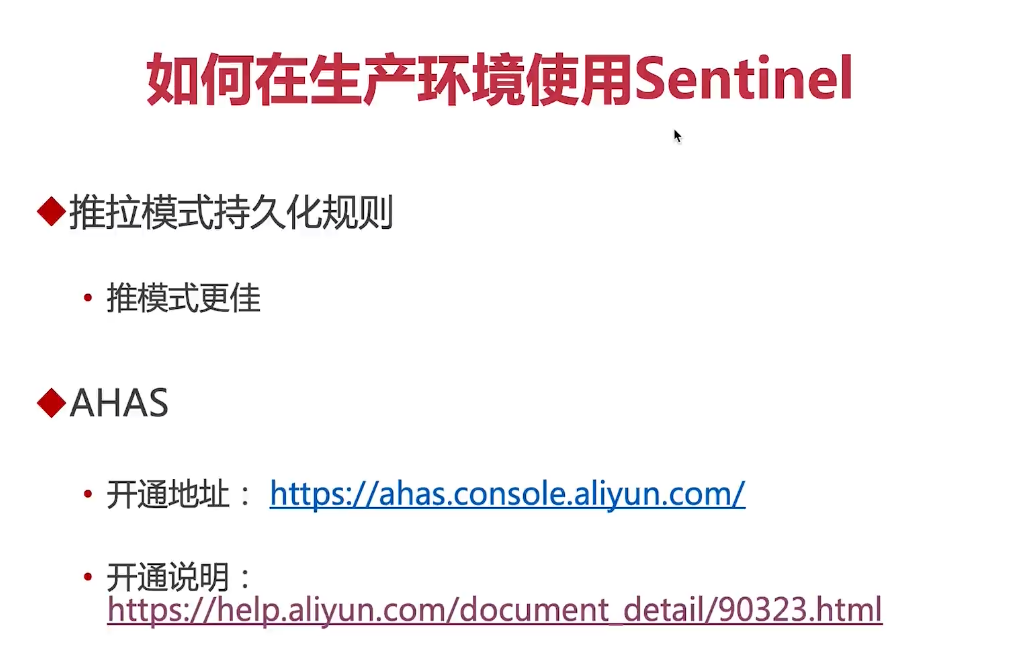 如何在生产环境使用Sentinel
◆推拉模式持久化规则
• 推模式更佳
◆AHAS
• 开通地址： https://ahas.console.aliyun.com/
• 开通说明：
https://help.aliyun.com/document_detail/90323.html